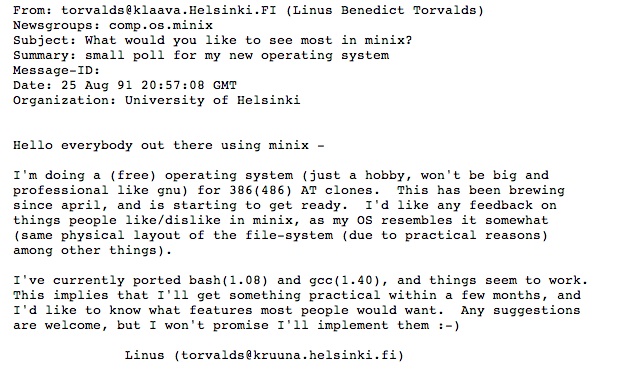 From: torvalds@klaava.Helsinki.FI (Linus Benedict Torvalds)
Newsgroups: comp.os.minix
Subject: What would you like to see most in minix?
Summary: small poll for my new operating system
Message-ID:
Date: 25 Aug 91 20:57:08 GMT
Organization: University of Helsinki
Hello everybody out there using minix -
I'm doing a (free) operating system (just a hobby, won't be big and
professional like gnu) for 386(486) AT clones.  This has been brewing
since april, and is starting to get ready.  I'd like any feedback on
things people like/dislike in minix, as my OS resembles it somewhat
(same physical layout of the file-system (due to practical reasons)
among other things).
I've currently ported bash(1.08) and gcc(1.40), and things seem to work.
This implies that I'll get something practical within a few months, and
I'd like to know what features most people would want.  Any suggestions
are welcome, but I won't promise I'll implement them :-)
Linus (torvalds@kruuna.helsinki.fi)